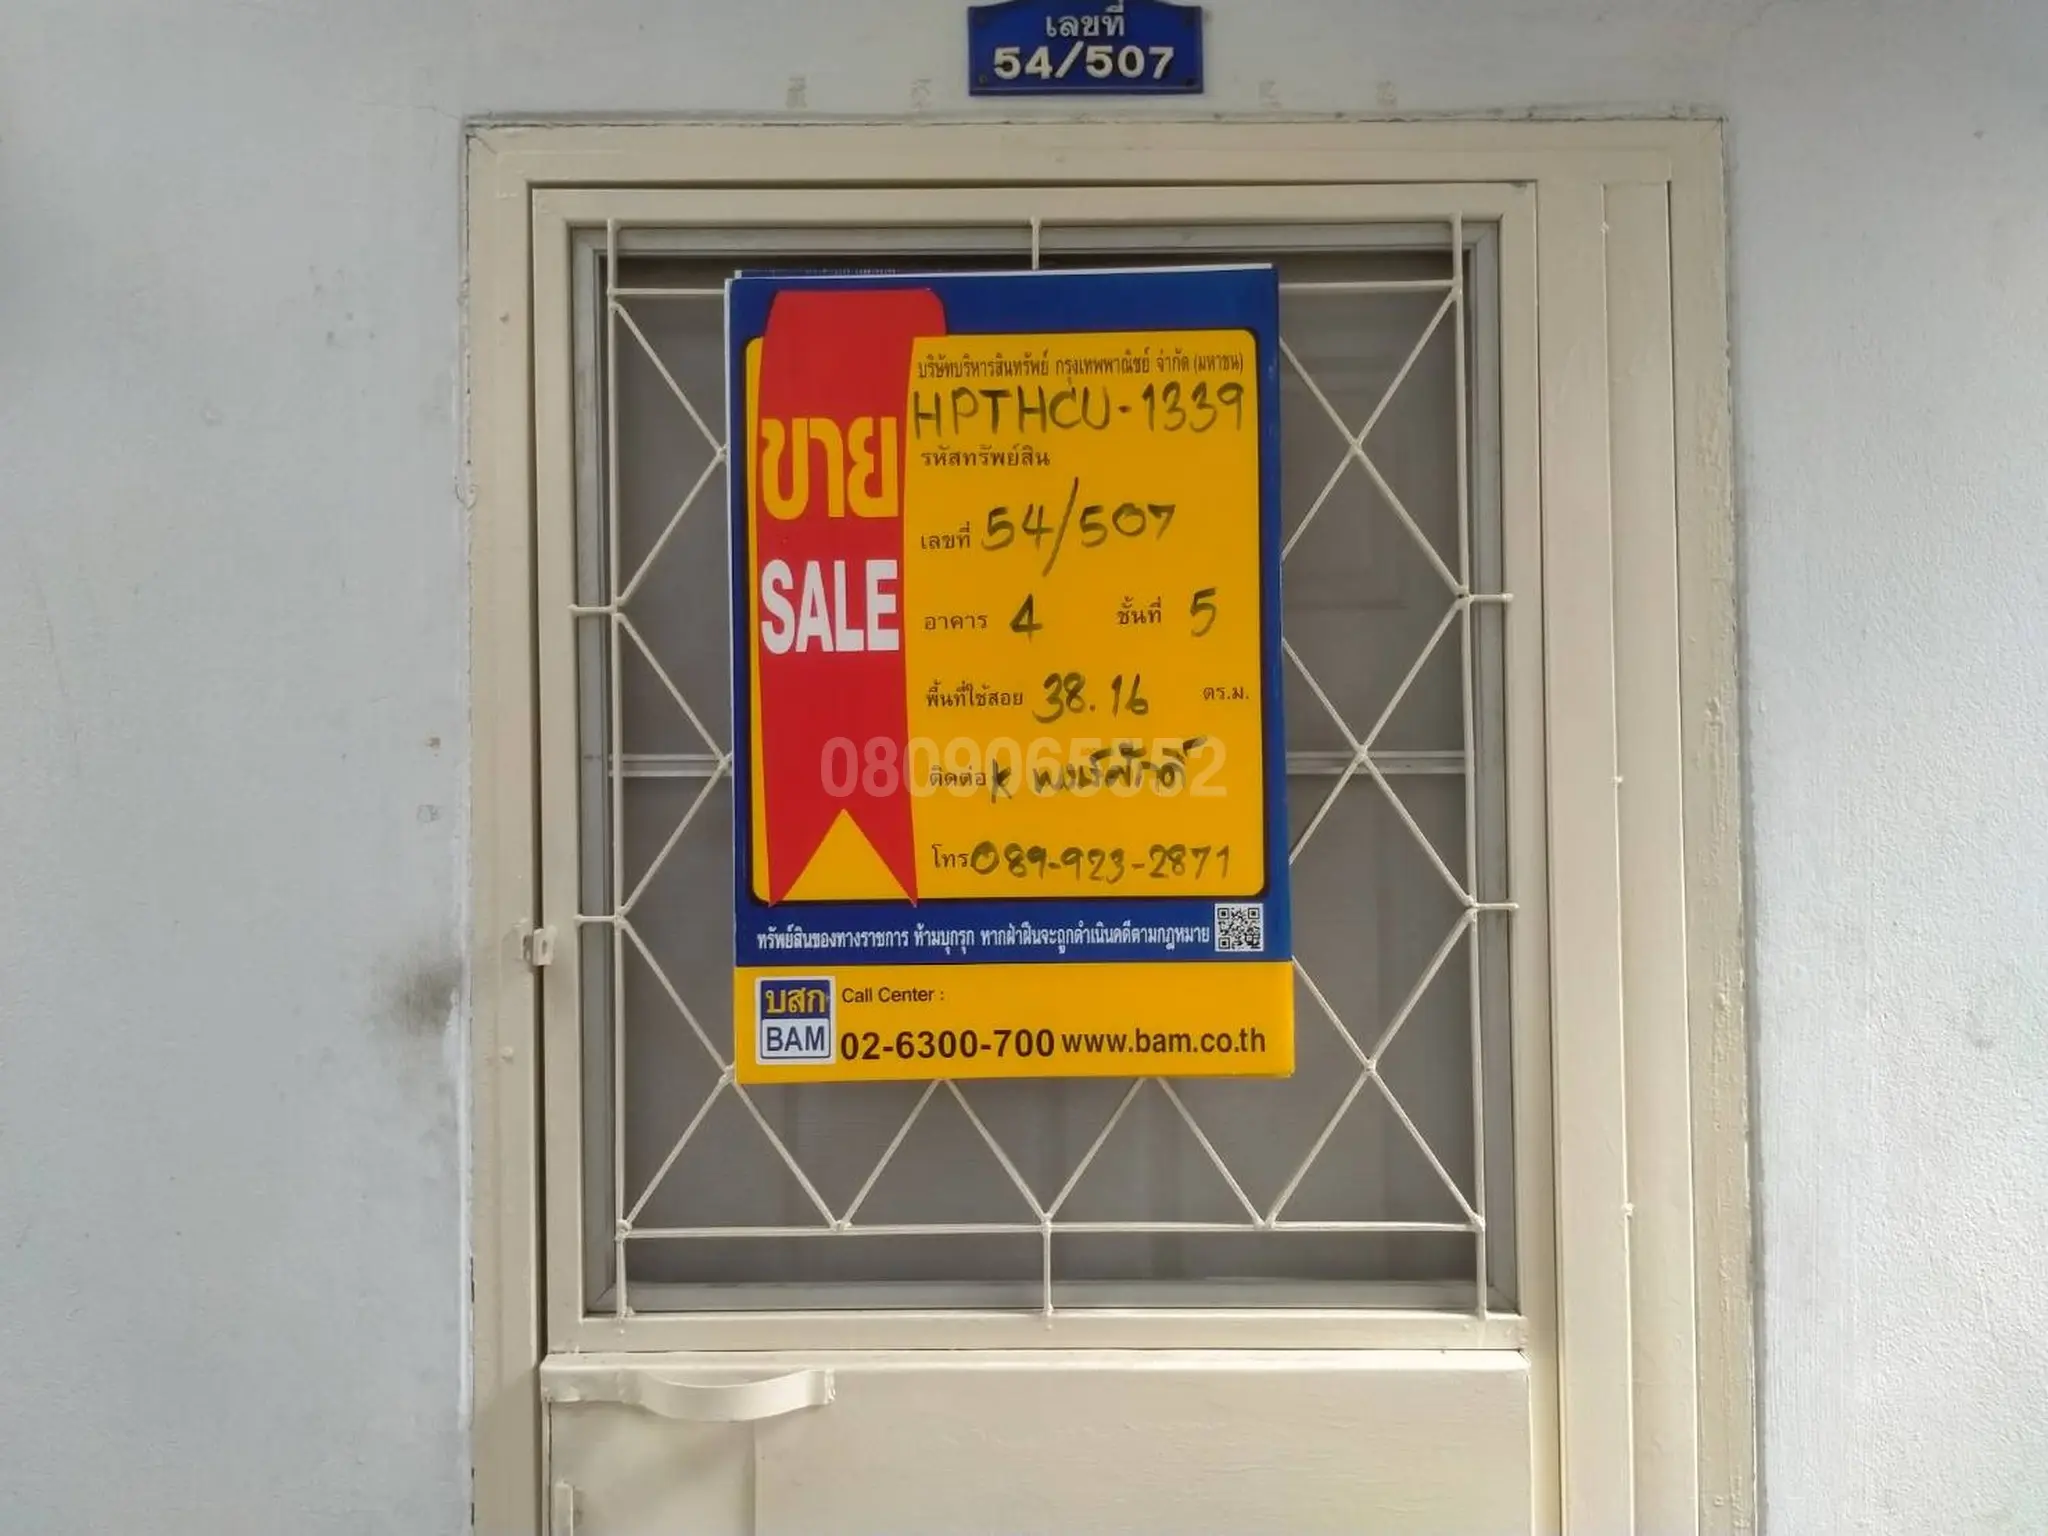 เลขที่
54/507
บริษัทบริหารสินทรัพย์ กรุงเทพพาณิชย์ จำกัด (มหาชน)
HPTHCU-1339
รหัสทรัพย์สิน
ขาย
SALE
เลขที่ 54/507
อาคาร 4 ชั้นที่ 5
พื้นที่ใช้สอย 38.16 ตร.ม.
0809065552
ติดต่อ K พงษ์ศักดิ์
โทร 089-923-2871
ทรัพย์สินของทางราชการ ห้ามบุกรุก หากฝ่าฝืนจะถูกดำเนินคดีตามกฎหมาย
บสก
BAM
Call Center :
02-6300-700 www.bam.co.th